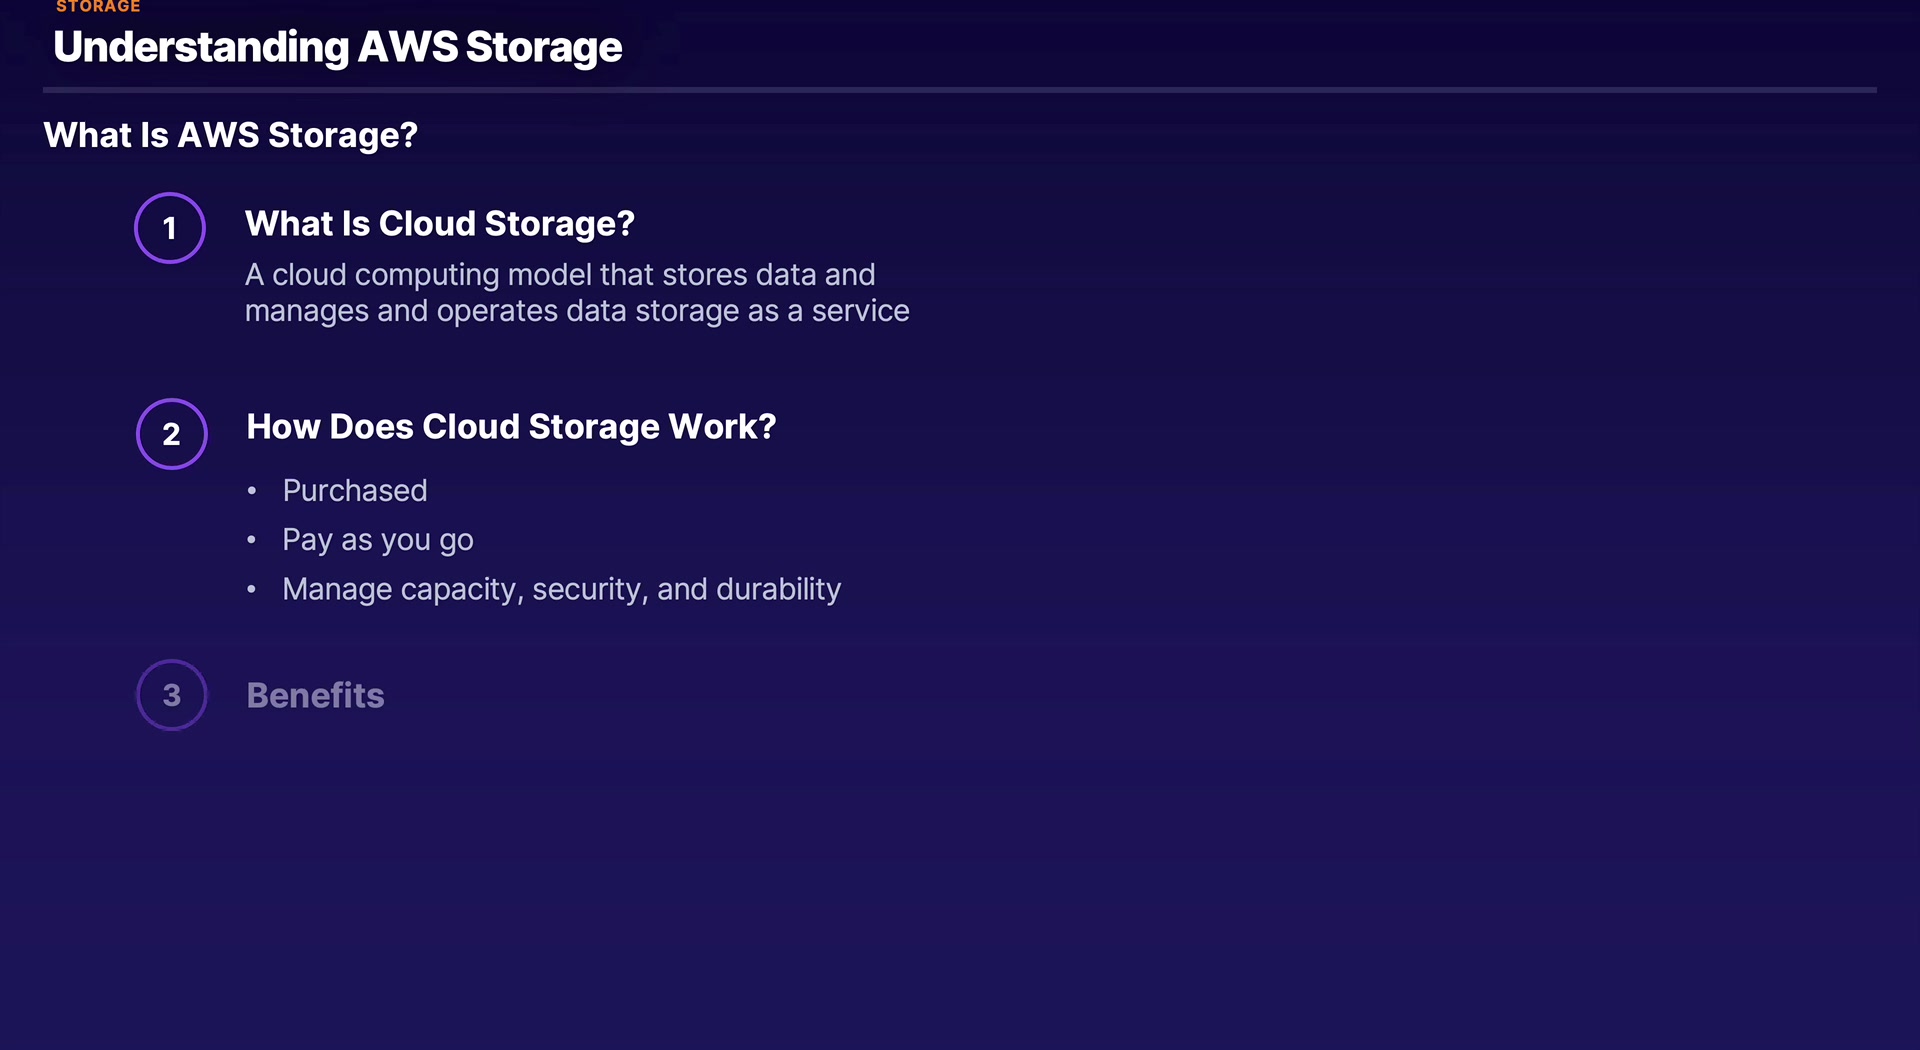 STORAGE
Understanding AWS Storage
What Is AWS Storage?
1
What Is Cloud Storage?
A cloud computing model that stores data and
manages and operates data storage as a service
2
How Does Cloud Storage Work?
• Purchased
• Pay as you go
• Manage capacity, security, and durability
3
Benefits